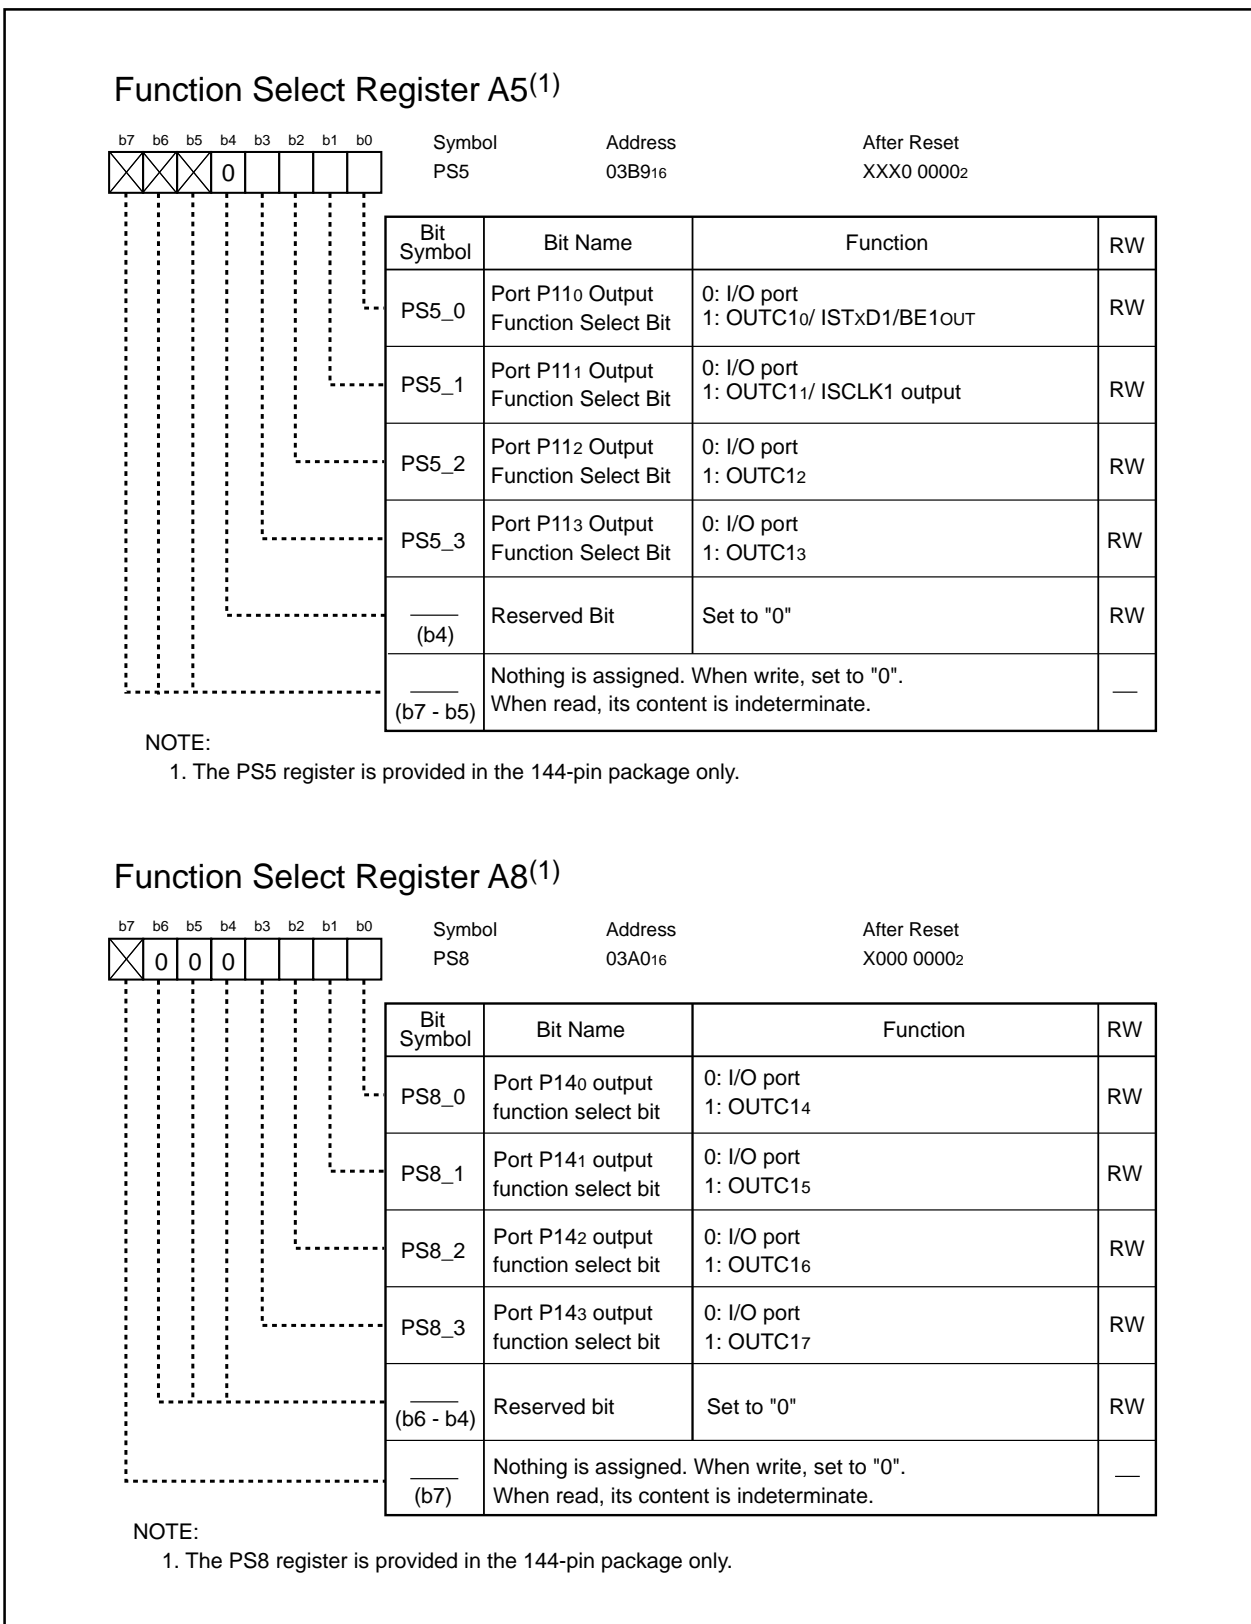 Function Select Register A5(1)
b7 b6 b5 b4 b3 b2 b1 b0 Symbol Address After Reset
0 PS5 03B916 XXX0 00002
Bit Symbol Bit Name Function RW
PS5_0 Port P110 Output Function Select Bit 0: I/O port 1: OUTC10/ ISTXD1/BE1OUT RW
PS5_1 Port P111 Output Function Select Bit 0: I/O port 1: OUTC11/ ISCLK1 output RW
PS5_2 Port P112 Output Function Select Bit 0: I/O port 1: OUTC12 RW
PS5_3 Port P113 Output Function Select Bit 0: I/O port 1: OUTC13 RW
(b4) Reserved Bit Set to "0" RW
(b7 - b5) Nothing is assigned. When write, set to "0". When read, its content is indeterminate. —
NOTE:
1. The PS5 register is provided in the 144-pin package only.
Function Select Register A8(1)
b7 b6 b5 b4 b3 b2 b1 b0 Symbol Address After Reset
0 0 0 PS8 03A016 X000 00002
Bit Symbol Bit Name Function RW
PS8_0 Port P140 output function select bit 0: I/O port 1: OUTC14 RW
PS8_1 Port P141 output function select bit 0: I/O port 1: OUTC15 RW
PS8_2 Port P142 output function select bit 0: I/O port 1: OUTC16 RW
PS8_3 Port P143 output function select bit 0: I/O port 1: OUTC17 RW
(b6 - b4) Reserved bit Set to "0" RW
(b7) Nothing is assigned. When write, set to "0". When read, its content is indeterminate. —
NOTE:
1. The PS8 register is provided in the 144-pin package only.